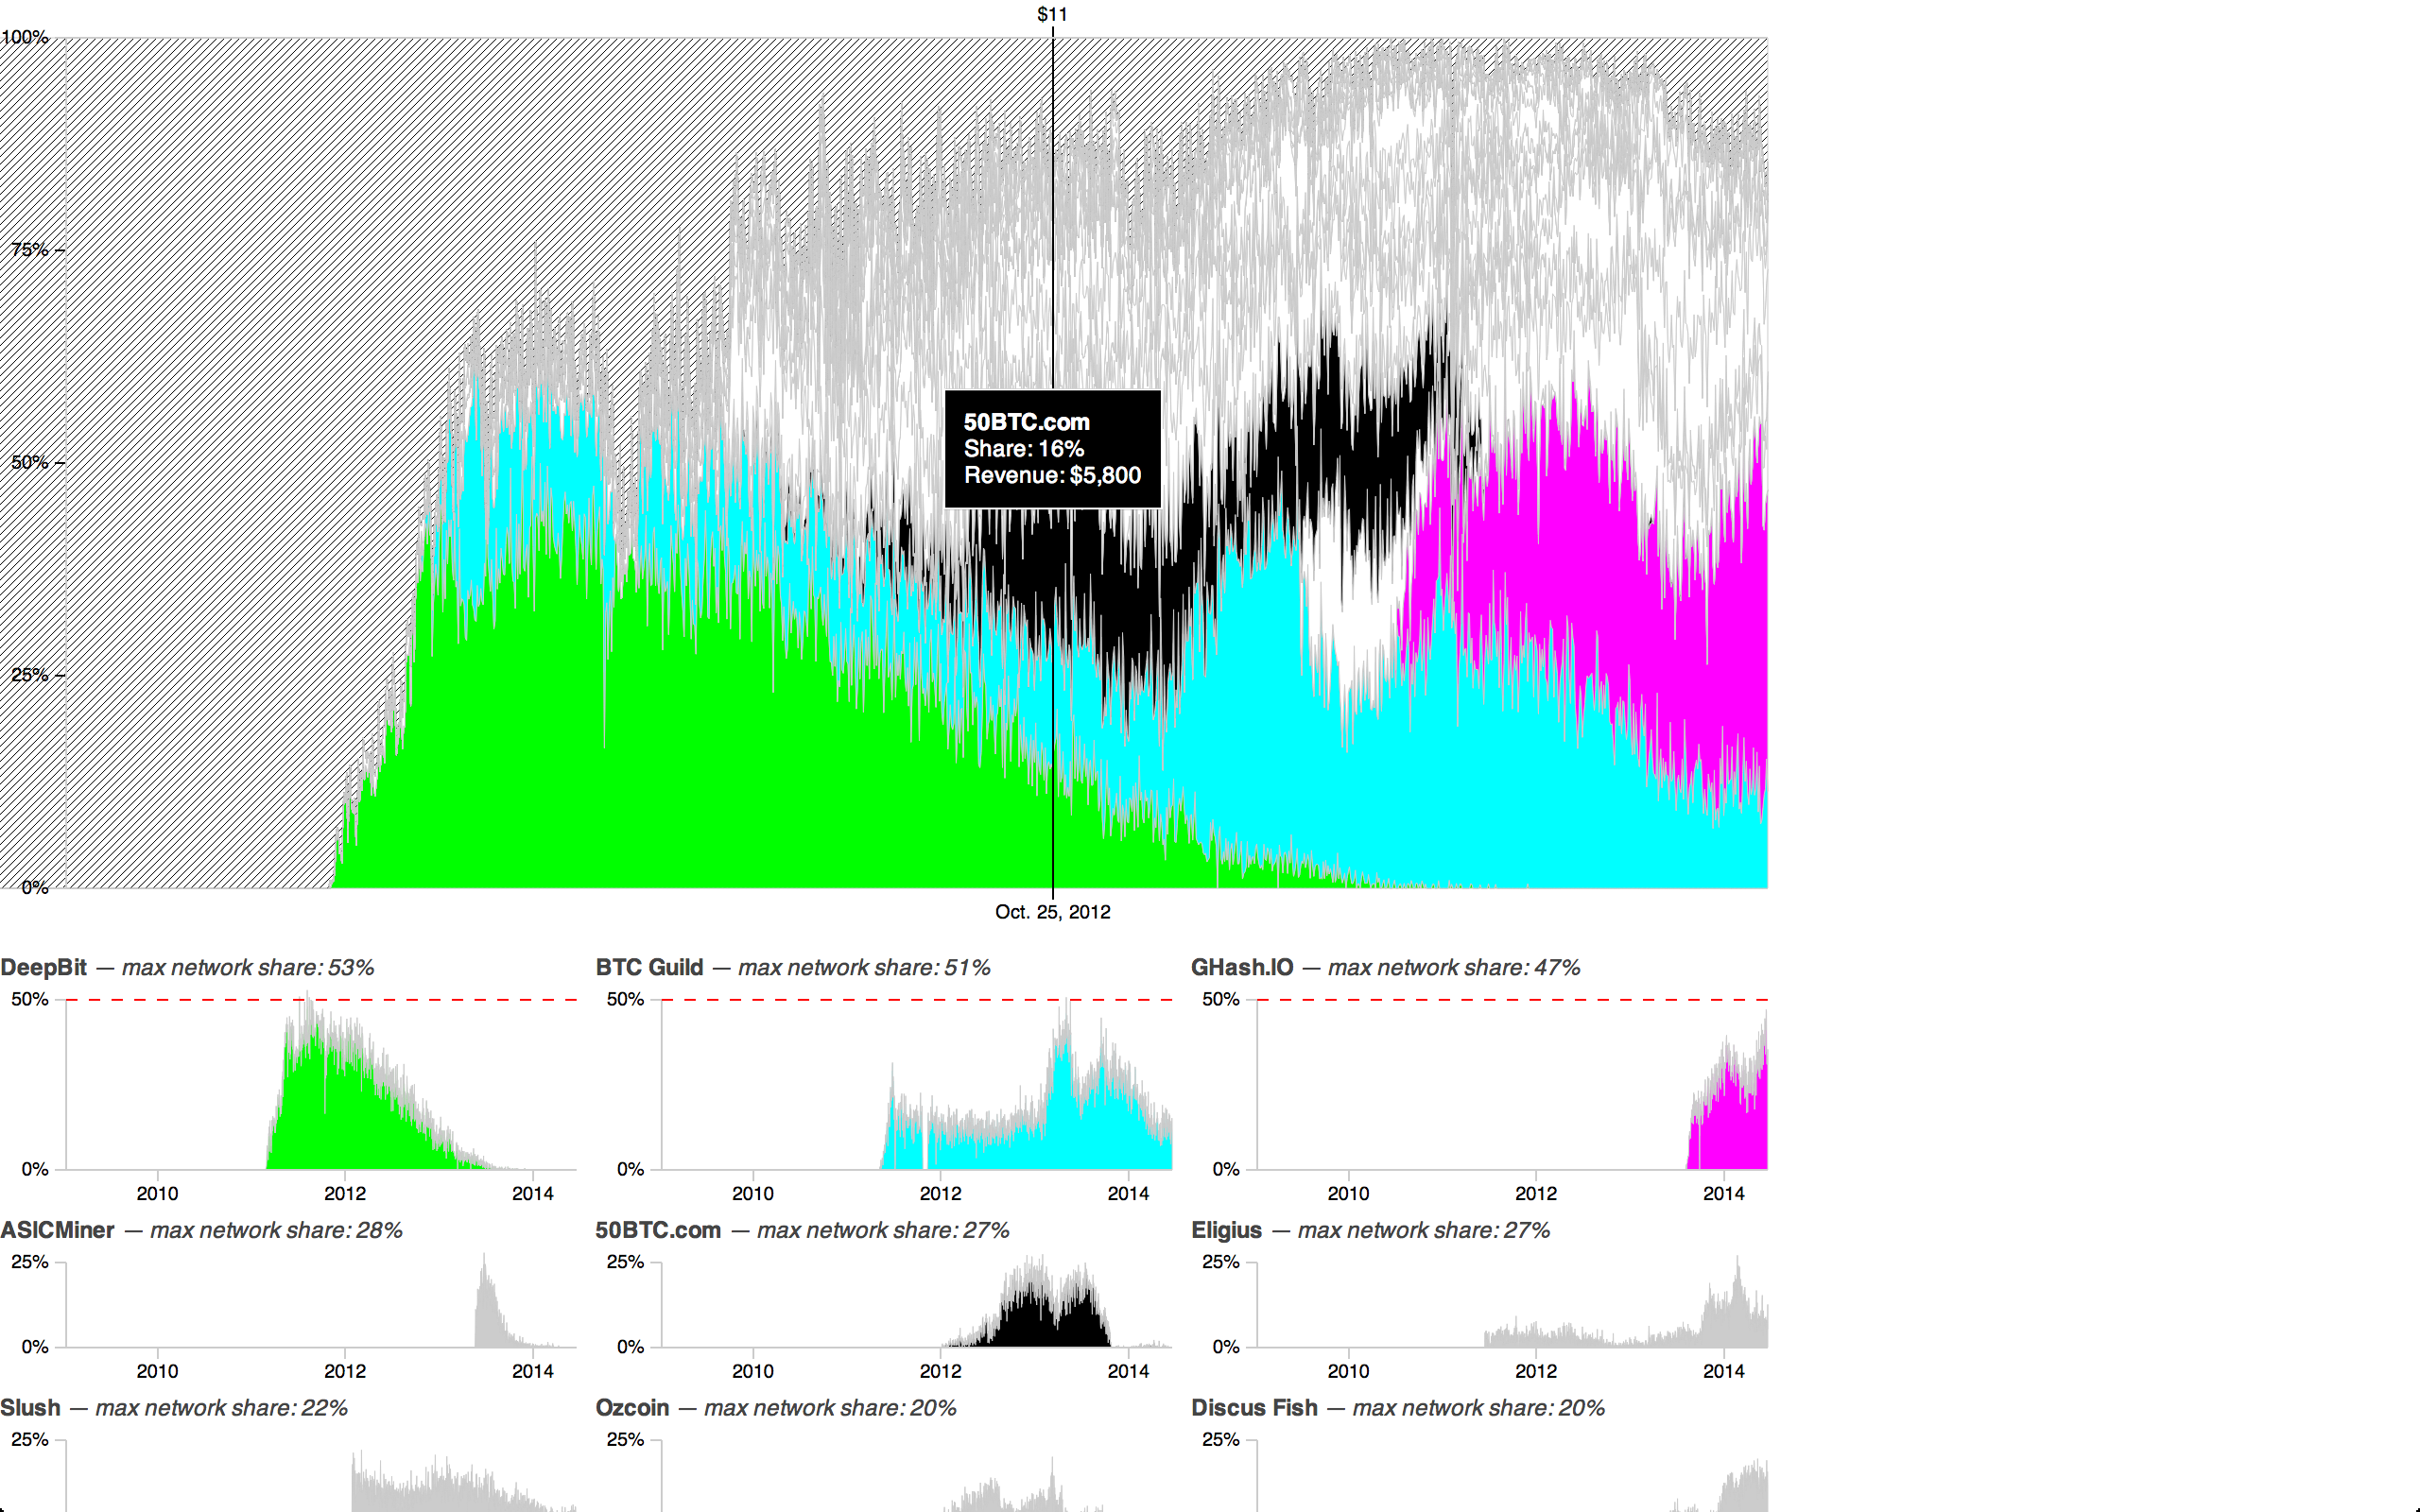 $11
100%
75%
50%
25%
0%
50BTC.com
Share: 16%
Revenue: $5,800
Oct. 25, 2012
DeepBit — max network share: 53%
50%
0%
2010 2012 2014
BTC Guild — max network share: 51%
50%
0%
2010 2012 2014
GHash.IO — max network share: 47%
50%
0%
2010 2012 2014
ASICMiner — max network share: 28%
25%
0%
2010 2012 2014
50BTC.com — max network share: 27%
25%
0%
2010 2012 2014
Eligius — max network share: 27%
25%
0%
2010 2012 2014
Slush — max network share: 22%
25%
Ozcoin — max network share: 20%
25%
Discus Fish — max network share: 20%
25%